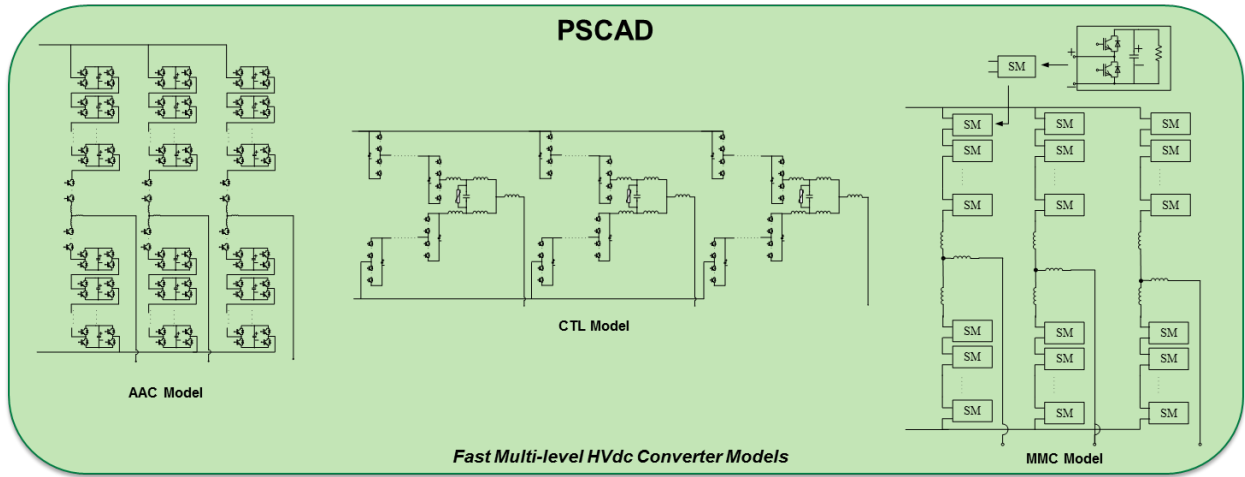 PSCAD
SM
+
−
+
−
SM SM SM
SM SM SM
SM SM SM
SM SM SM
SM SM SM
SM SM SM
CTL Model
AAC Model
Fast Multi-level HVdc Converter Models
MMC Model